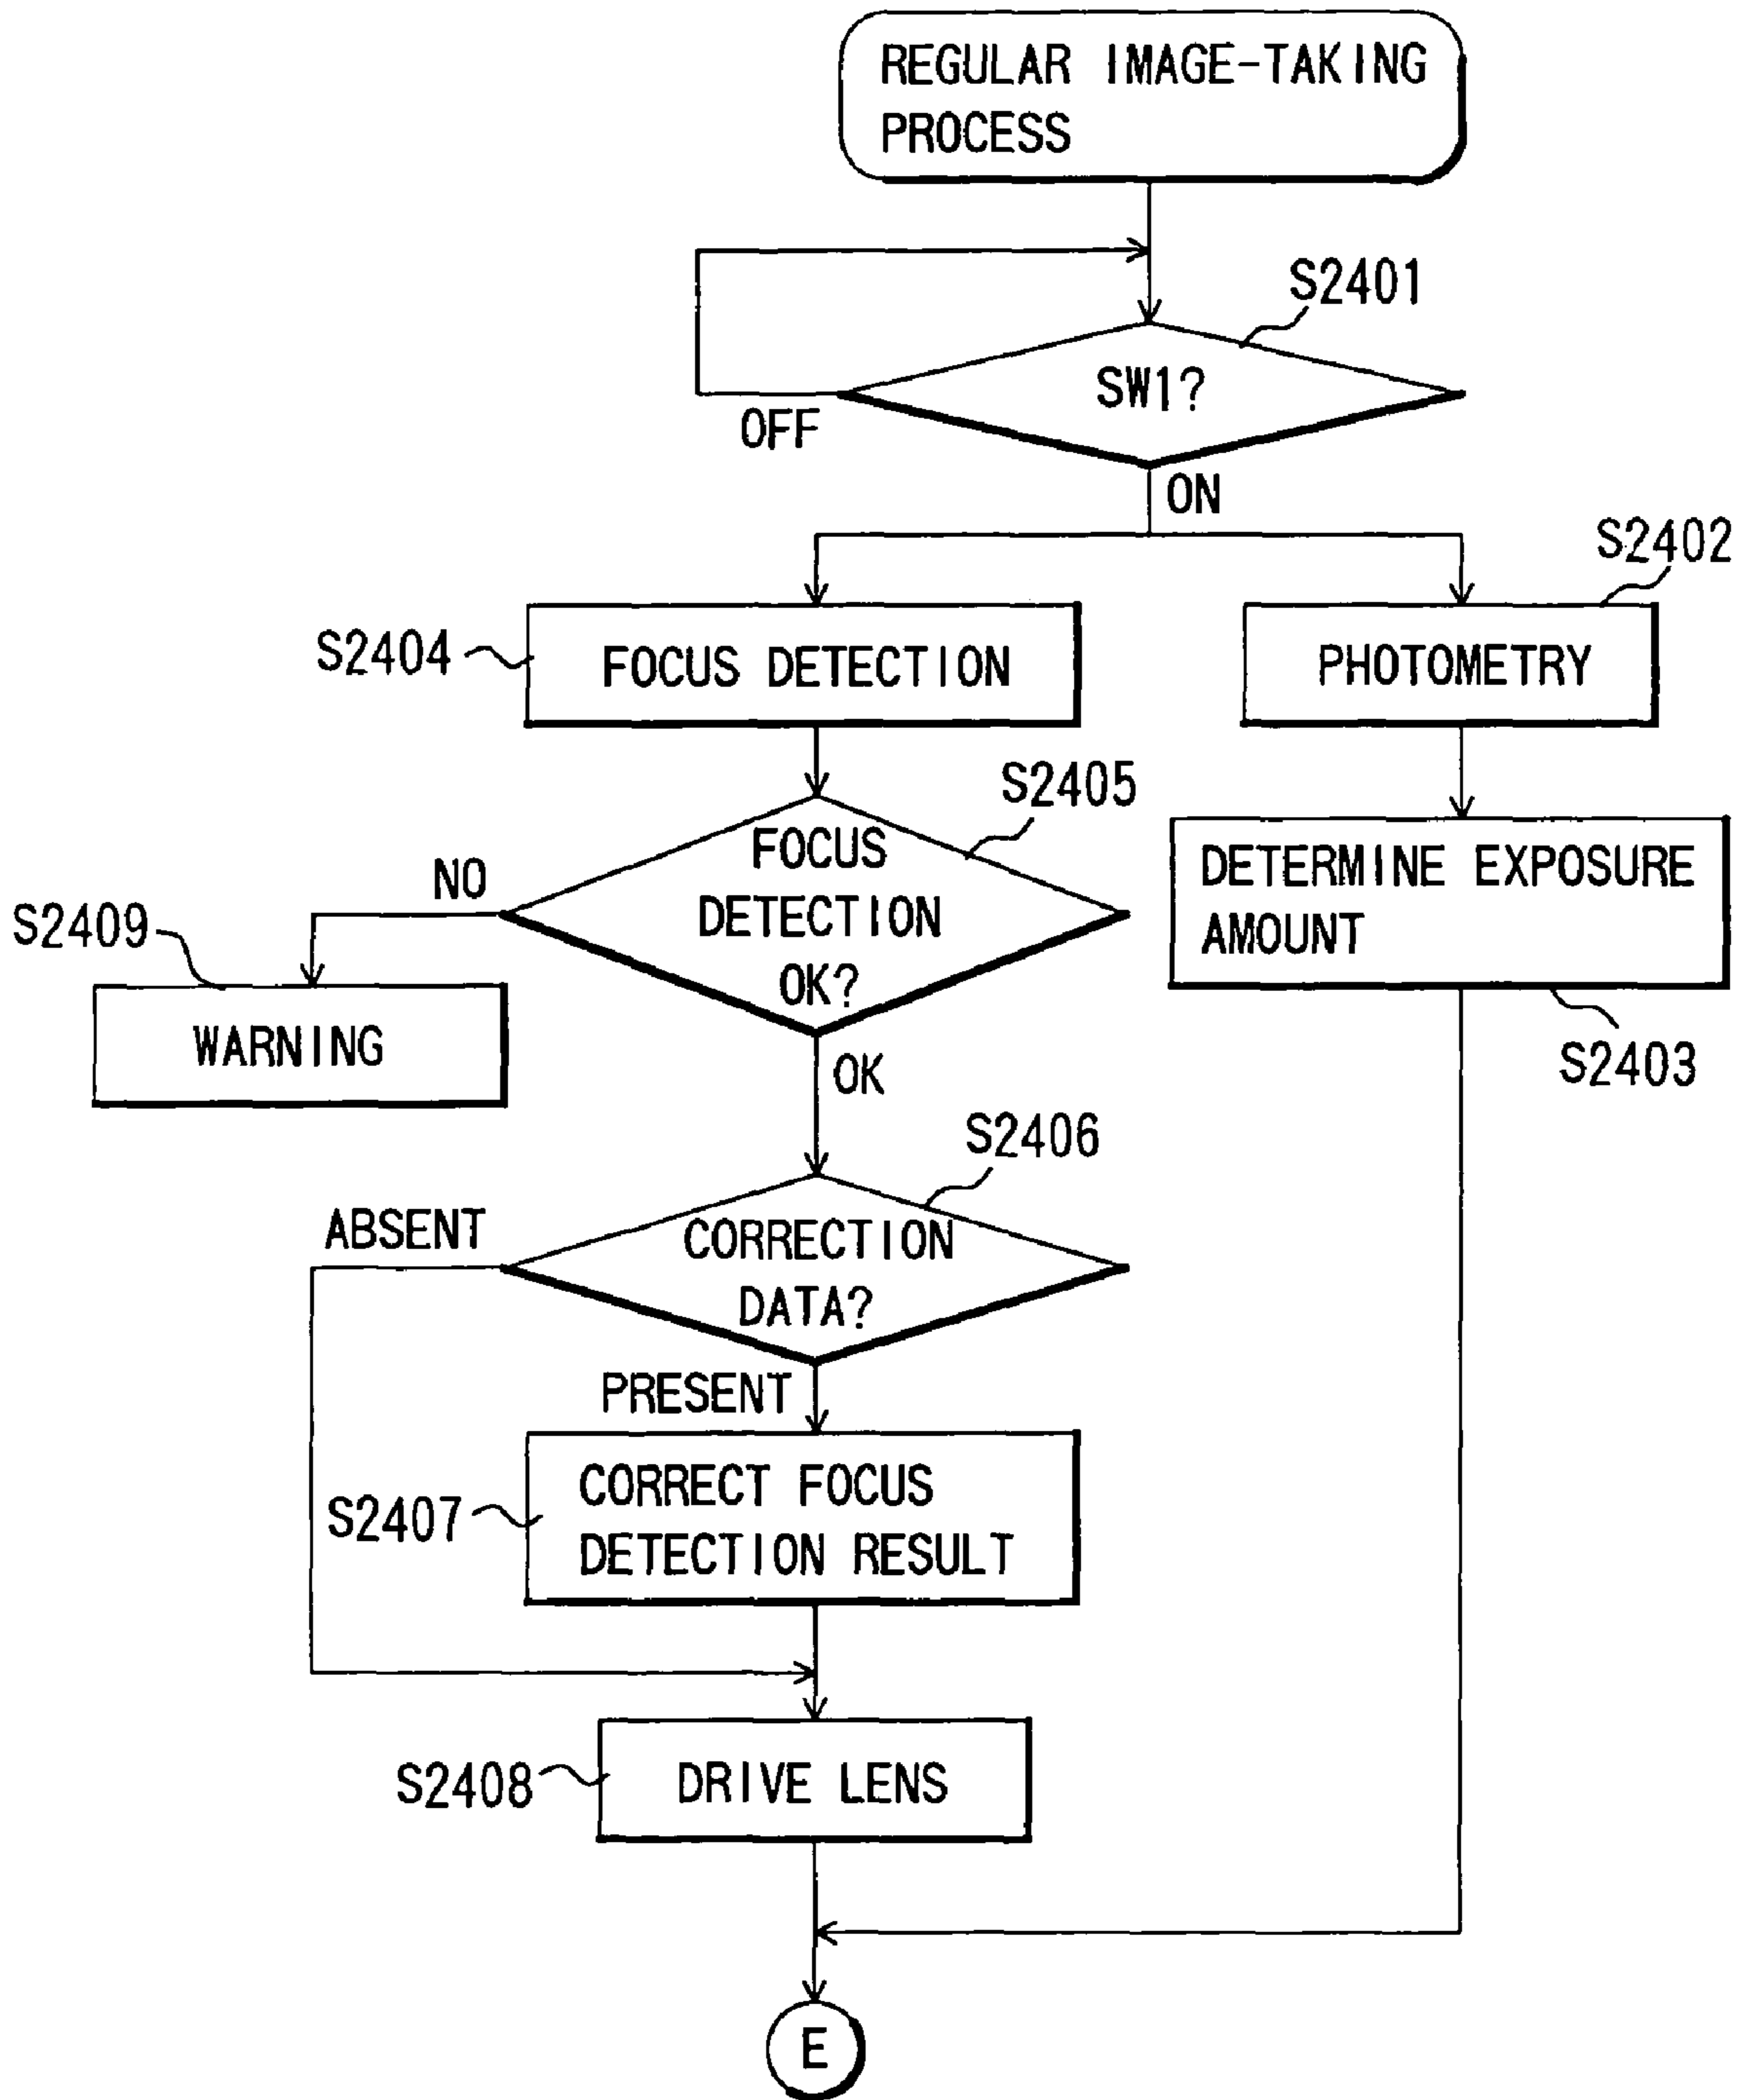 REGULAR IMAGE-TAKING
PROCESS
S2401
SW1?
OFF
ON
S2402
S2404
FOCUS DETECTION
PHOTOMETRY
S2405
FOCUS
DETECTION
OK?
NO
S2409
WARNING
DETERMINE EXPOSURE
AMOUNT
S2403
OK
S2406
ABSENT
CORRECTION
DATA?
PRESENT
S2407
CORRECT FOCUS
DETECTION RESULT
S2408
DRIVE LENS
E